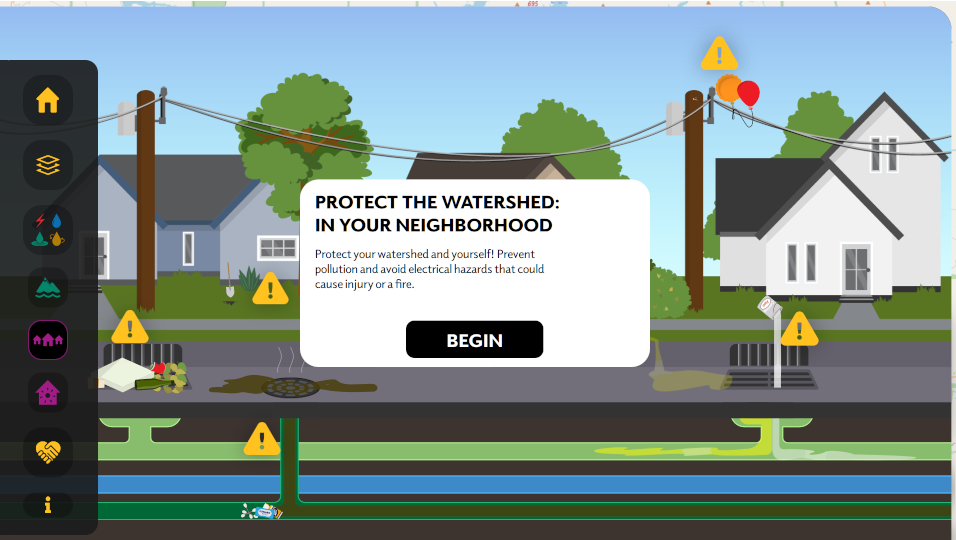 695
PROTECT THE WATERSHED:
IN YOUR NEIGHBORHOOD
Protect your watershed and yourself! Prevent
pollution and avoid electrical hazards that could
cause injury or a fire.
BEGIN